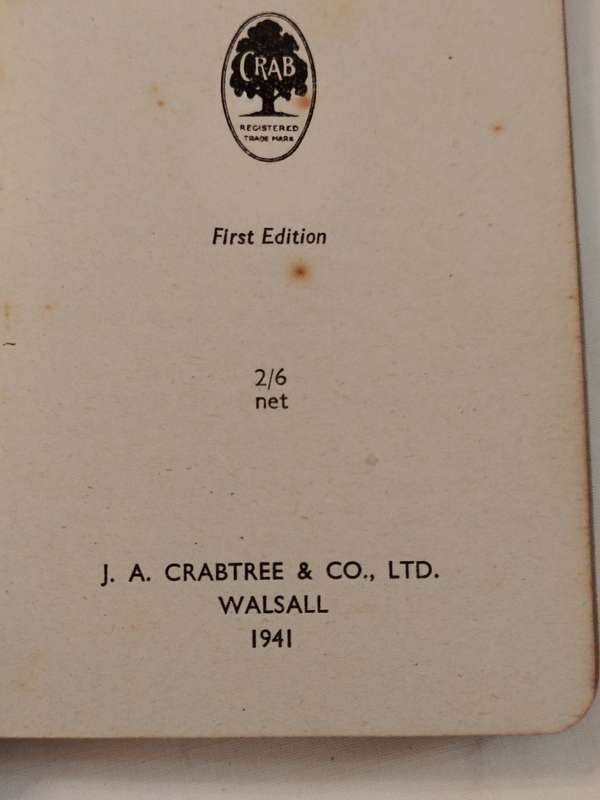 CRAB
REGISTERED
TRADE MARK
First Edition
2/6
net
J. A. CRABTREE & CO., LTD.
WALSALL
1941